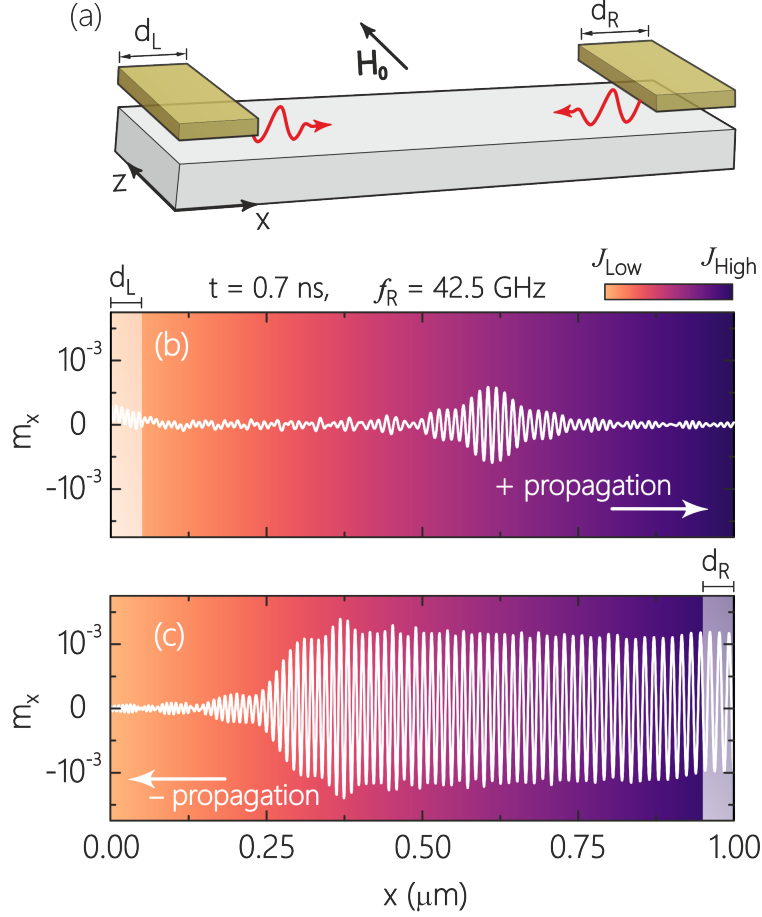 (a)
d_L
H_0
d_R
z
x
d_L
t = 0.7 ns, f_R = 42.5 GHz
J_Low J_High
(b)
10^-3
0
-10^-3
m_x
+ propagation
d_R
(c)
10^-3
0
-10^-3
m_x
− propagation
0.00 0.25 0.50 0.75 1.00
x (μm)